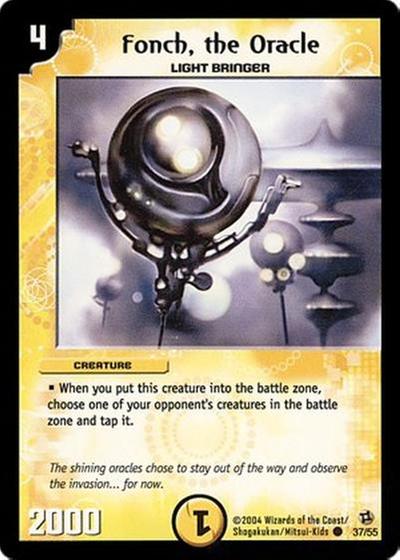 4
Fonch, the Oracle
LIGHT BRINGER
CREATURE
▪ When you put this creature into the battle zone,
choose one of your opponent's creatures in the battle
zone and tap it.
The shining oracles chose to stay out of the way and observe
the invasion... for now.
2000
1
©2004 Wizards of the Coast/
Shogakukan/Mitsui-Kids ● 37/55